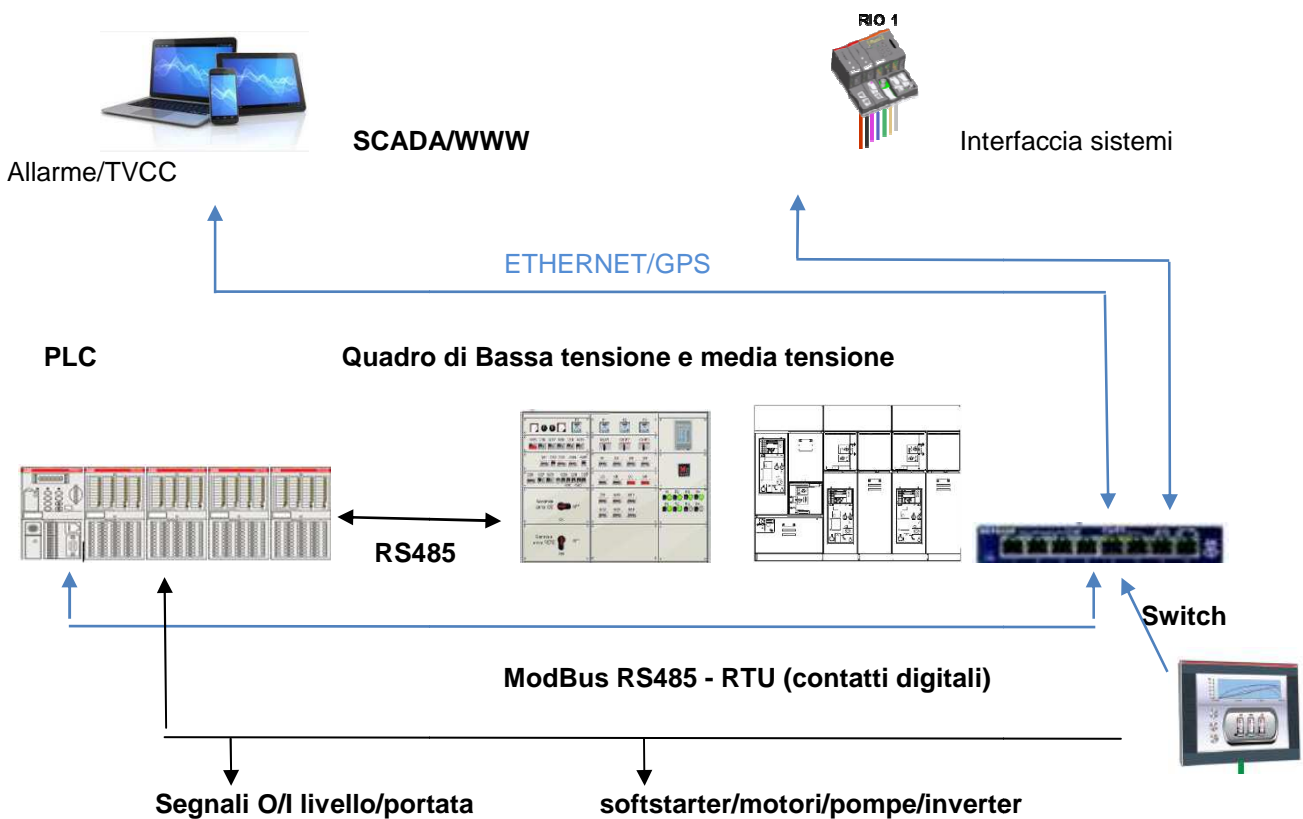 RIO 1
SCADA/WWW
Interfaccia sistemi
Allarme/TVCC
ETHERNET/GPS
PLC
Quadro di Bassa tensione e media tensione
RS485
Switch
ModBus RS485 - RTU (contatti digitali)
Segnali O/I livello/portata
softstarter/motori/pompe/inverter